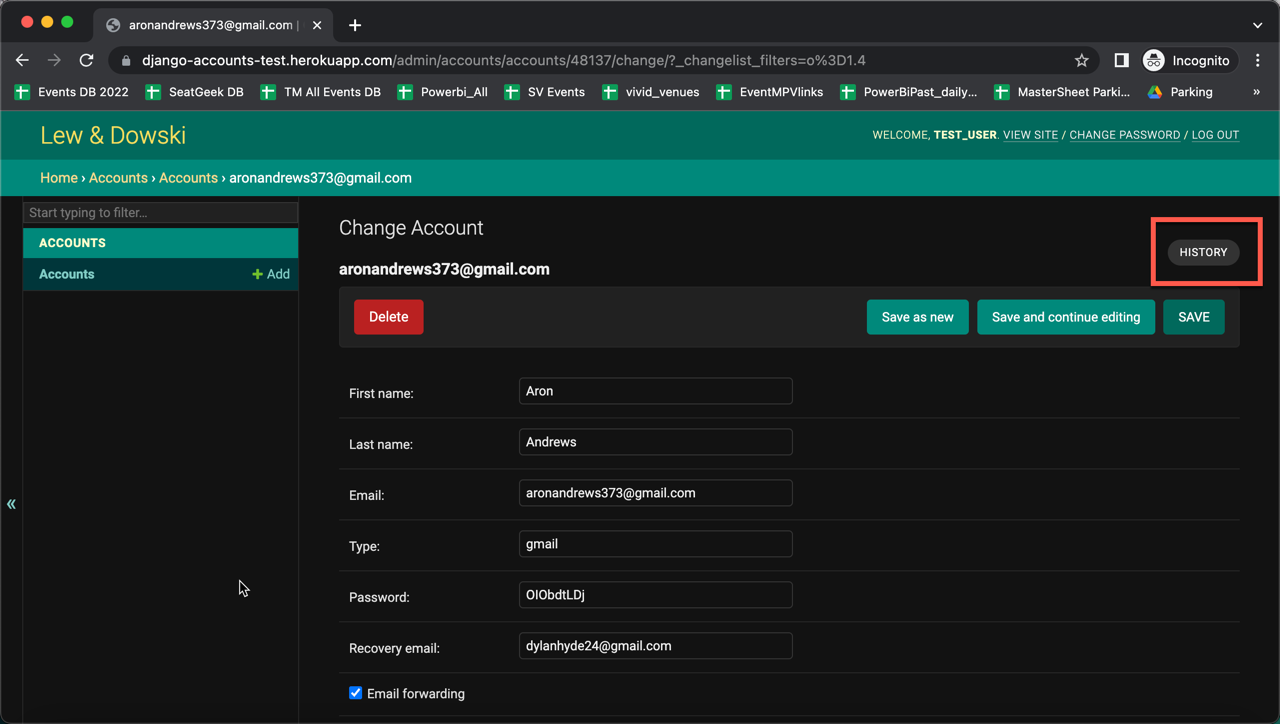 aronandrews373@gmail.com |
django-accounts-test.herokuapp.com/admin/accounts/accounts/48137/change/?_changelist_filters=o%3D1.4
Incognito
Events DB 2022 SeatGeek DB TM All Events DB Powerbi_All SV Events vivid_venues EventMPVlinks PowerBiPast_daily... MasterSheet Parki... Parking »
Lew & Dowski
WELCOME, TEST_USER. VIEW SITE / CHANGE PASSWORD / LOG OUT
Home › Accounts › Accounts › aronandrews373@gmail.com
Start typing to filter...
ACCOUNTS
Accounts + Add
«
Change Account
HISTORY
aronandrews373@gmail.com
Delete Save as new Save and continue editing SAVE
First name: Aron
Last name: Andrews
Email: aronandrews373@gmail.com
Type: gmail
Password: OIObdtLDj
Recovery email: dylanhyde24@gmail.com
Email forwarding